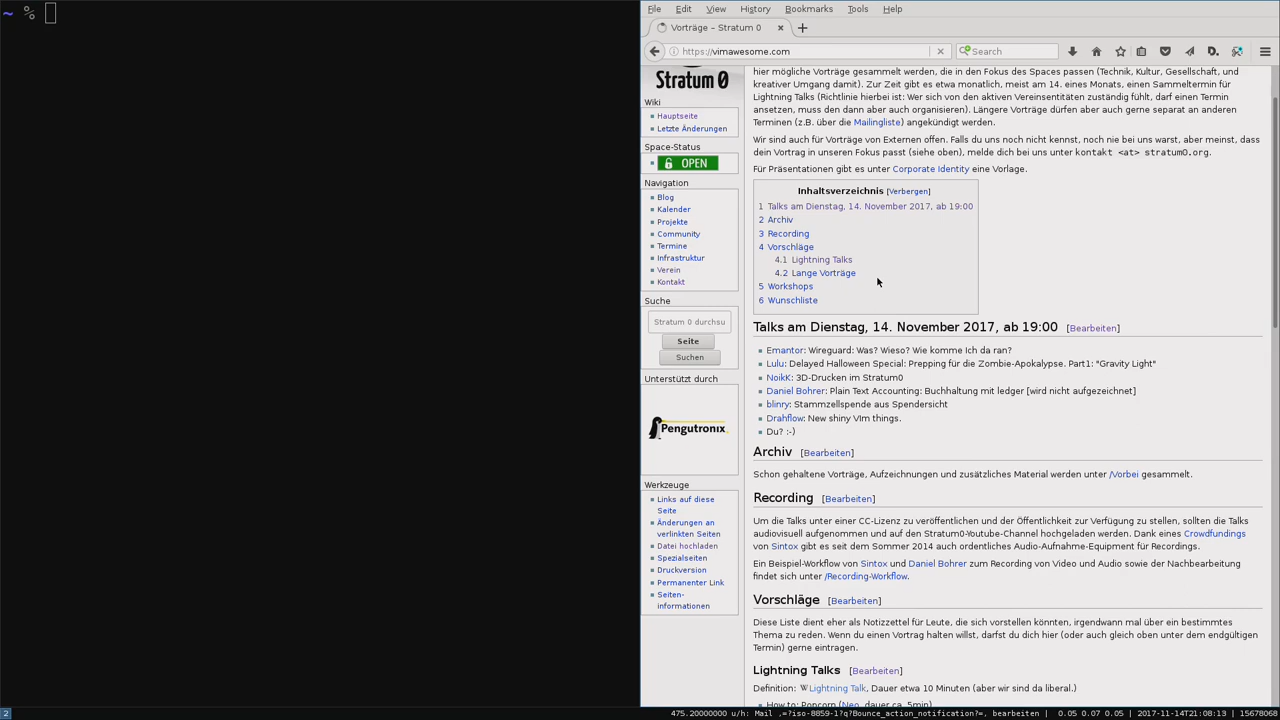 ~ %
File Edit View History Bookmarks Tools Help
Vorträge – Stratum 0
https://vimawesome.com
Search
Stratum 0
Wiki
Hauptseite
Letzte Änderungen
Space-Status
OPEN
Navigation
Blog
Kalender
Projekte
Community
Termine
Infrastruktur
Verein
Kontakt
Suche
Stratum 0 durchsu
Seite
Suchen
Unterstützt durch
Pengutronix
Werkzeuge
Links auf diese
Seite
Änderungen an
verlinkten Seiten
Datei hochladen
Spezialseiten
Druckversion
Permanenter Link
Seiten-
informationen
hier mögliche Vorträge gesammelt werden, die in den Fokus des Spaces passen (Technik, Kultur, Gesellschaft, und
kreativer Umgang damit). Zur Zeit gibt es etwa monatlich, meist am 14. eines Monats, einen Sammeltermin für
Lightning Talks (Richtlinie hierbei ist: Wer sich von den aktiven Vereinsentitäten zuständig fühlt, darf einen Termin
ansetzen, muss den dann aber auch organisieren). Längere Vorträge dürfen aber auch gerne separat an anderen
Terminen (z.B. über die Mailingliste) angekündigt werden.
Wir sind auch für Vorträge von Externen offen. Falls du uns noch nicht kennst, noch nie bei uns warst, aber meinst, dass
dein Vortrag in unseren Fokus passt (siehe oben), melde dich bei uns unter kontakt <at> stratum0.org.
Für Präsentationen gibt es unter Corporate Identity eine Vorlage.
Inhaltsverzeichnis [Verbergen]
1 Talks am Dienstag, 14. November 2017, ab 19:00
2 Archiv
3 Recording
4 Vorschläge
4.1 Lightning Talks
4.2 Lange Vorträge
5 Workshops
6 Wunschliste
Talks am Dienstag, 14. November 2017, ab 19:00 [Bearbeiten]
Emantor: Wireguard: Was? Wieso? Wie komme Ich da ran?
Lulu: Delayed Halloween Special: Prepping für die Zombie-Apokalypse. Part1: "Gravity Light"
NoikK: 3D-Drucken im Stratum0
Daniel Bohrer: Plain Text Accounting: Buchhaltung mit ledger [wird nicht aufgezeichnet]
blinry: Stammzellspende aus Spendersicht
Drahflow: New shiny VIm things.
Du? :-)
Archiv [Bearbeiten]
Schon gehaltene Vorträge, Aufzeichnungen und zusätzliches Material werden unter /Vorbei gesammelt.
Recording [Bearbeiten]
Um die Talks unter einer CC-Lizenz zu veröffentlichen und der Öffentlichkeit zur Verfügung zu stellen, sollten die Talks
audiovisuell aufgenommen und auf den Stratum0-Youtube-Channel hochgeladen werden. Dank eines Crowdfundings
von Sintox gibt es seit dem Sommer 2014 auch ordentliches Audio-Aufnahme-Equipment für Recordings.
Ein Beispiel-Workflow von Sintox und Daniel Bohrer zum Recording von Video und Audio sowie der Nachbearbeitung
findet sich unter /Recording-Workflow.
Vorschläge [Bearbeiten]
Diese Liste dient eher als Notizzettel für Leute, die sich vorstellen könnten, irgendwann mal über ein bestimmtes
Thema zu reden. Wenn du einen Vortrag halten willst, darfst du dich hier (oder auch gleich oben unter dem endgültigen
Termin) gerne eintragen.
Lightning Talks [Bearbeiten]
Definition: Lightning Talk, Dauer etwa 10 Minuten (aber wir sind da liberal.)
How to: Popcorn (Neo, dauer ca. 5min)
2
475.20000000 u/h: Mail ,=?iso-8859-1?q?Bounce_action_notification?=, bearbeiten | 0.05 0.07 0.05 | 2017-11-14T21:08:13 | 15678068